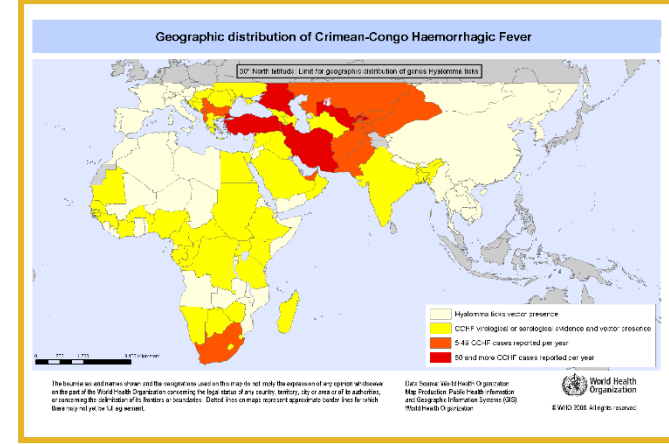 Geographic distribution of Crimean-Congo Haemorrhagic Fever
50° North latitude: Limit for geographic distribution of genus Hyalomma ticks
Hyalomma ticks vector presence
CCHF virological or serological evidence and vector presence
5-49 CCHF cases reported per year
50 and more CCHF cases reported per year
The boundaries and names shown and the designations used on this map do not imply the expression of any opinion whatsoever
on the part of the World Health Organization concerning the legal status of any country, territory, city or area or of its authorities,
or concerning the delimitation of its frontiers or boundaries. Dotted lines on maps represent approximate border lines for which
there may not yet be full agreement.
Data Source: World Health Organization
Map Production: Public Health Information
and Geographic Information Systems (GIS)
World Health Organization
World Health
Organization
© WHO 2008. All rights reserved